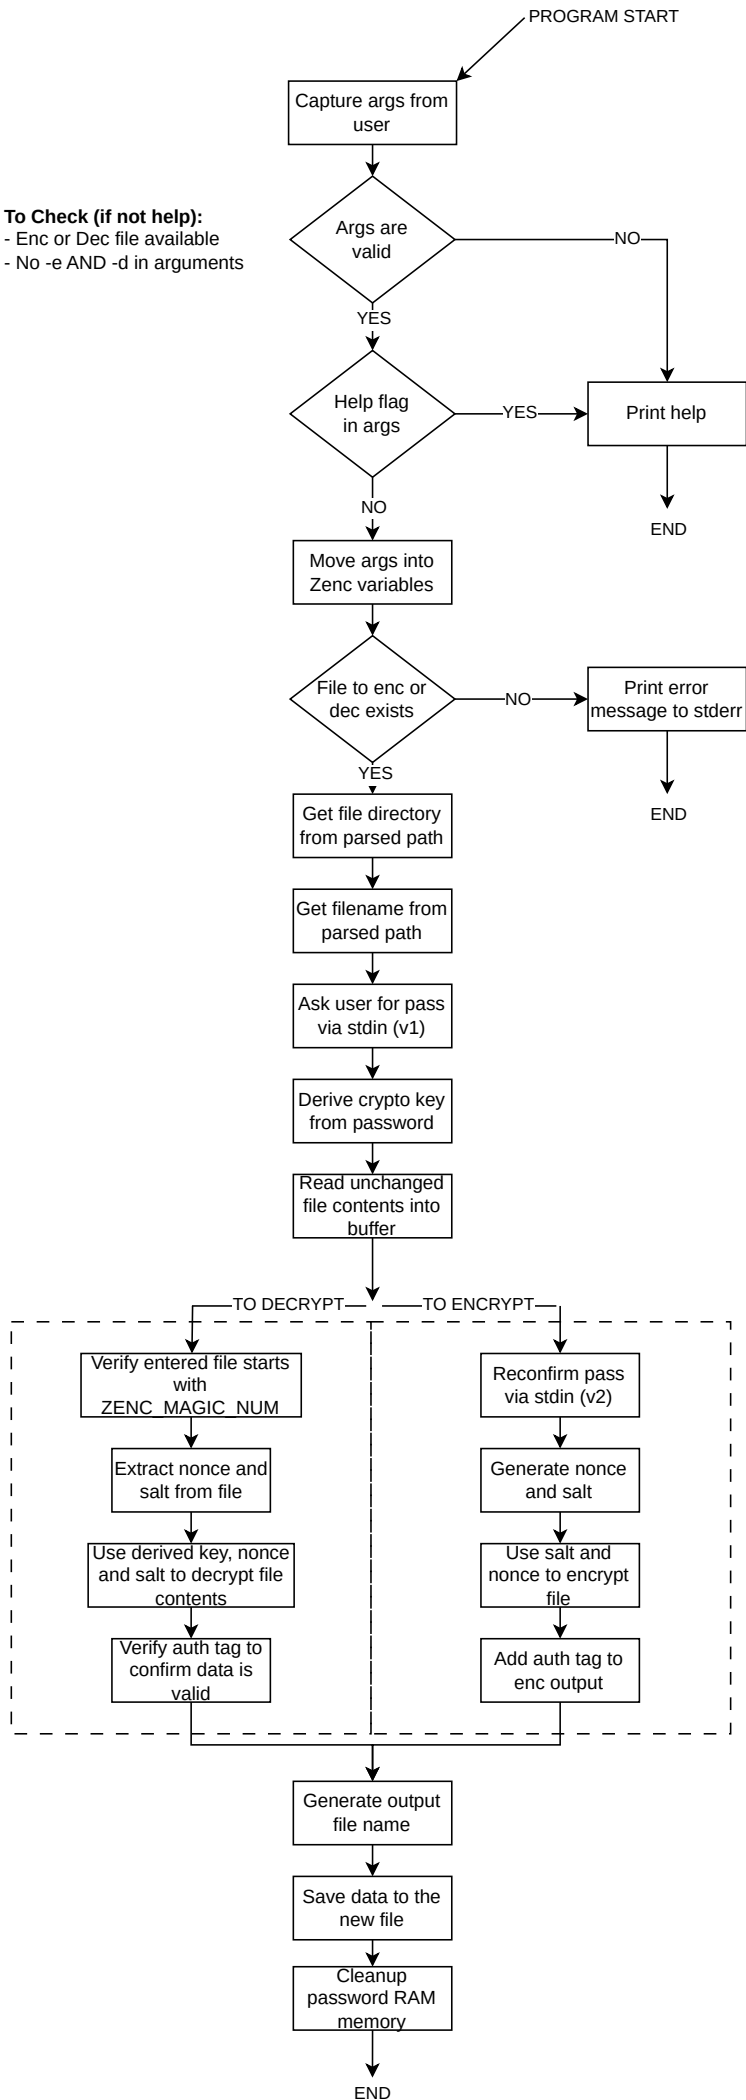 PROGRAM START
Capture args from
user
To Check (if not help):
- Enc or Dec file available
- No -e AND -d in arguments
Args are
valid
NO
YES
Help flag
in args
YES
Print help
NO
END
Move args into
Zenc variables
File to enc or
dec exists
NO
Print error
message to stderr
YES
END
Get file directory
from parsed path
Get filename from
parsed path
Ask user for pass
via stdin (v1)
Derive crypto key
from password
Read unchanged
file contents into
buffer
TO DECRYPT
TO ENCRYPT
Verify entered file starts
with
ZENC_MAGIC_NUM
Extract nonce and
salt from file
Use derived key, nonce
and salt to decrypt file
contents
Verify auth tag to
confirm data is
valid
Reconfirm pass
via stdin (v2)
Generate nonce
and salt
Use salt and
nonce to encrypt
file
Add auth tag to
enc output
Generate output
file name
Save data to the
new file
Cleanup
password RAM
memory
END